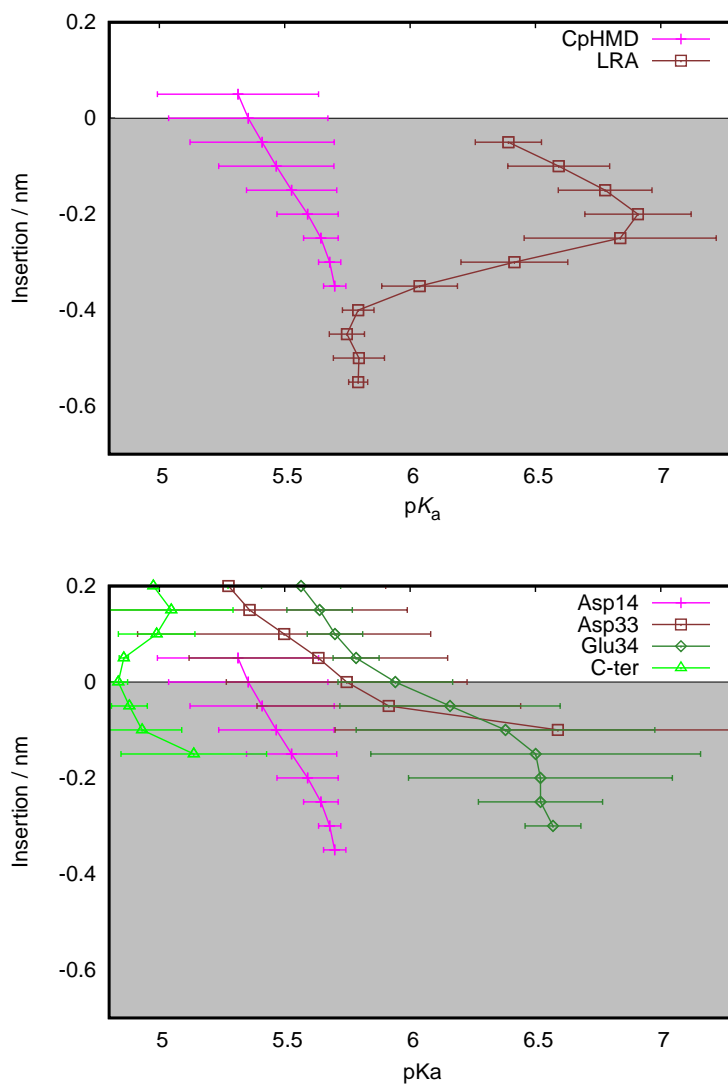 0.2
CpHMD
LRA
0
-0.2
-0.4
-0.6
Insertion / nm
5 5.5 6 6.5 7
pKa
0.2
Asp14
Asp33
Glu34
C-ter
0
-0.2
-0.4
-0.6
Insertion / nm
5 5.5 6 6.5 7
pKa